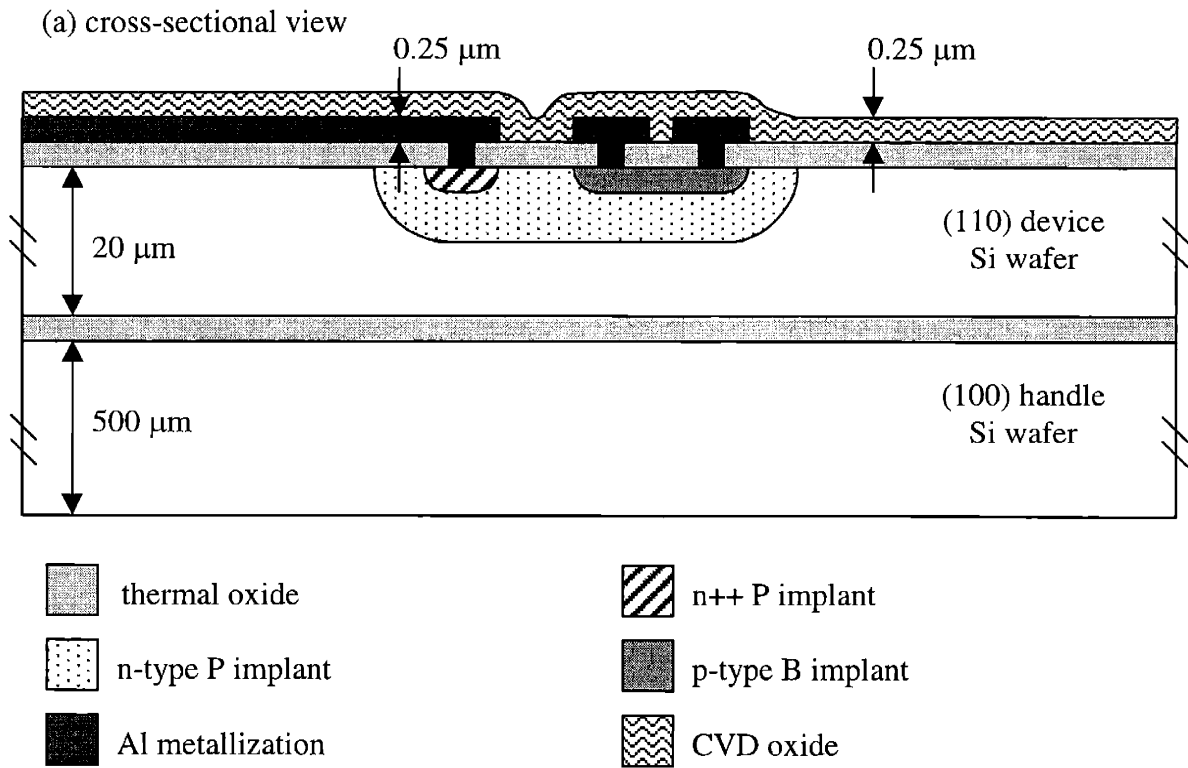 (a) cross-sectional view
0.25 μm
0.25 μm
20 μm
(110) device
Si wafer
500 μm
(100) handle
Si wafer
thermal oxide
n++ P implant
n-type P implant
p-type B implant
Al metallization
CVD oxide